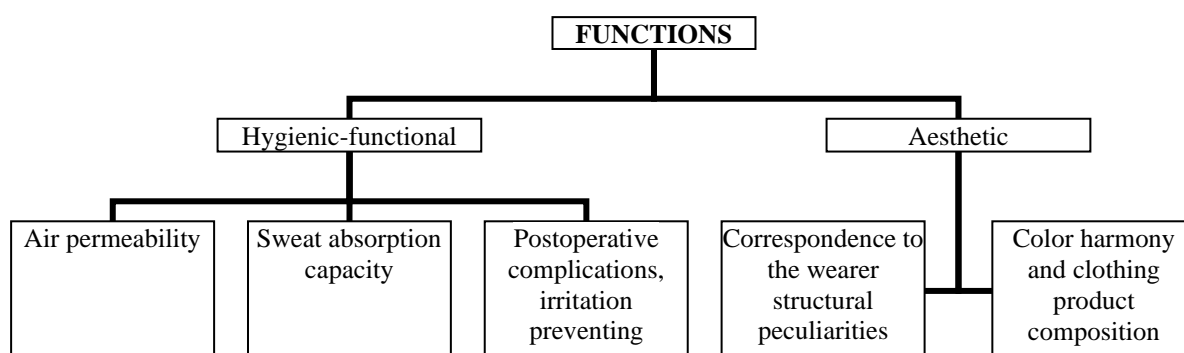 FUNCTIONS
Hygienic-functional
Aesthetic
Air permeability
Sweat absorption
capacity
Postoperative
complications,
irritation
preventing
Correspondence to
the wearer
structural
peculiarities
Color harmony
and clothing
product
composition